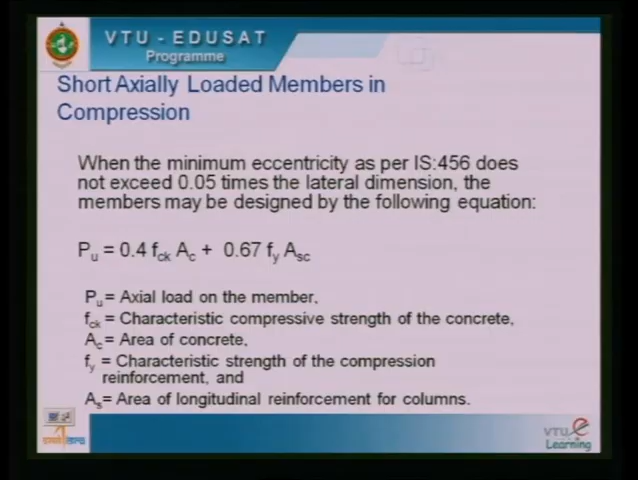 VTU - EDUSAT
Programme
Short Axially Loaded Members in
Compression
When the minimum eccentricity as per IS:456 does
not exceed 0.05 times the lateral dimension, the
members may be designed by the following equation:
Pu = 0.4 fck Ac + 0.67 fy Asc
Pu = Axial load on the member,
fck = Characteristic compressive strength of the concrete,
Ac = Area of concrete,
fy = Characteristic strength of the compression
reinforcement, and
As = Area of longitudinal reinforcement for columns.
VTU e
Learning